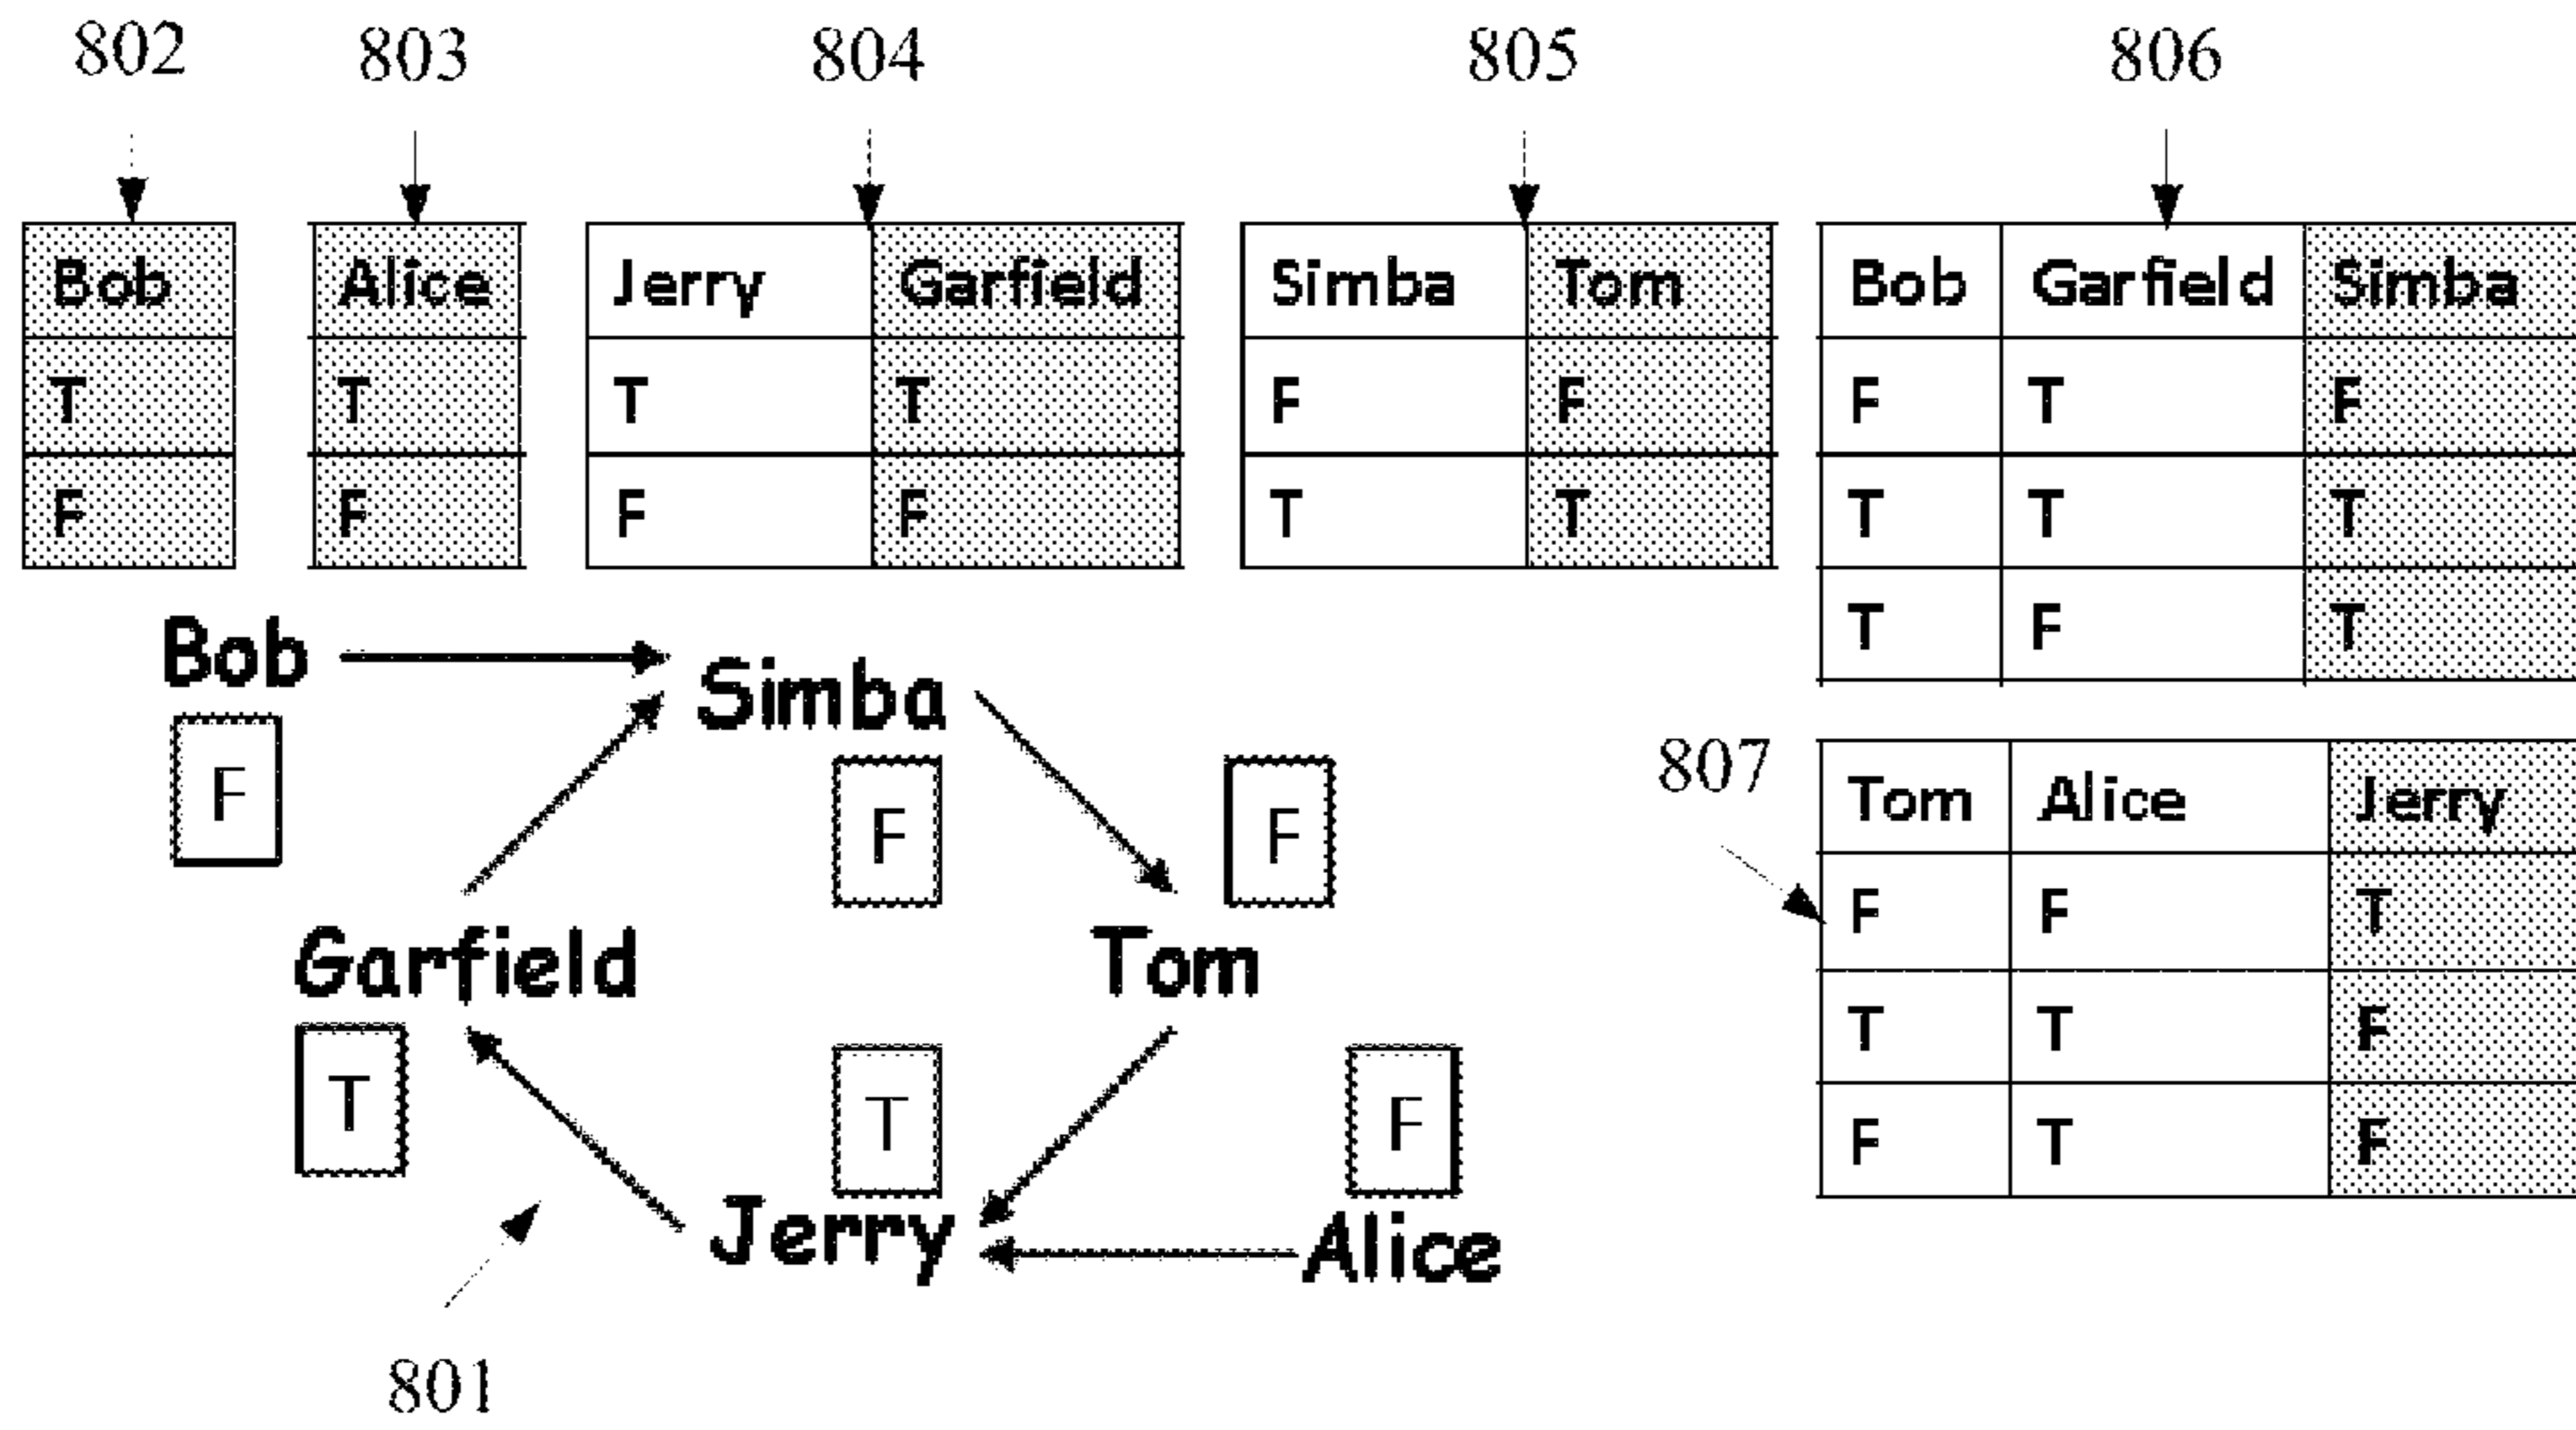 802 803 804 805 806
Bob Alice Jerry Garfield Simba Tom Bob Garfield Simba
T T T T F F F T F
F F F F T T T T T
T F T
Bob
Simba
F
F
F
807
Tom Alice Jerry
F F T
T T F
F T F
Garfield
Tom
T
T
F
Jerry
Alice
801